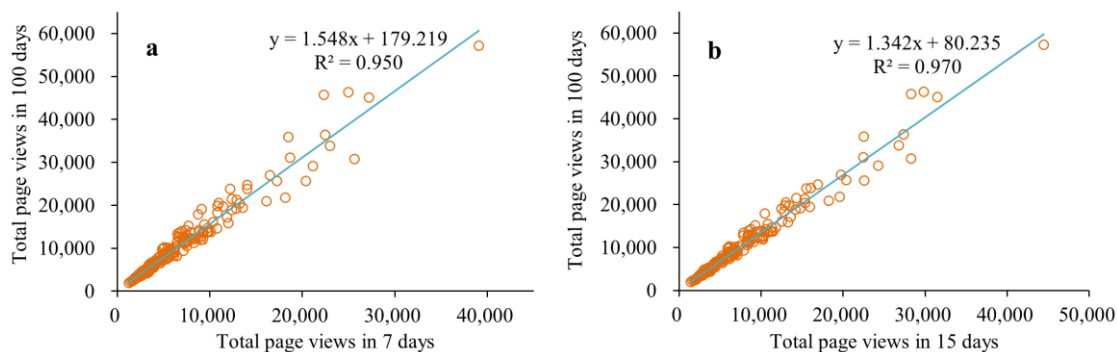 a
y = 1.548x + 179.219
R² = 0.950
Total page views in 100 days
60,000
50,000
40,000
30,000
20,000
10,000
0
0
10,000
20,000
30,000
40,000
Total page views in 7 days
b
y = 1.342x + 80.235
R² = 0.970
Total page views in 100 days
60,000
50,000
40,000
30,000
20,000
10,000
0
0
10,000
20,000
30,000
40,000
50,000
Total page views in 15 days